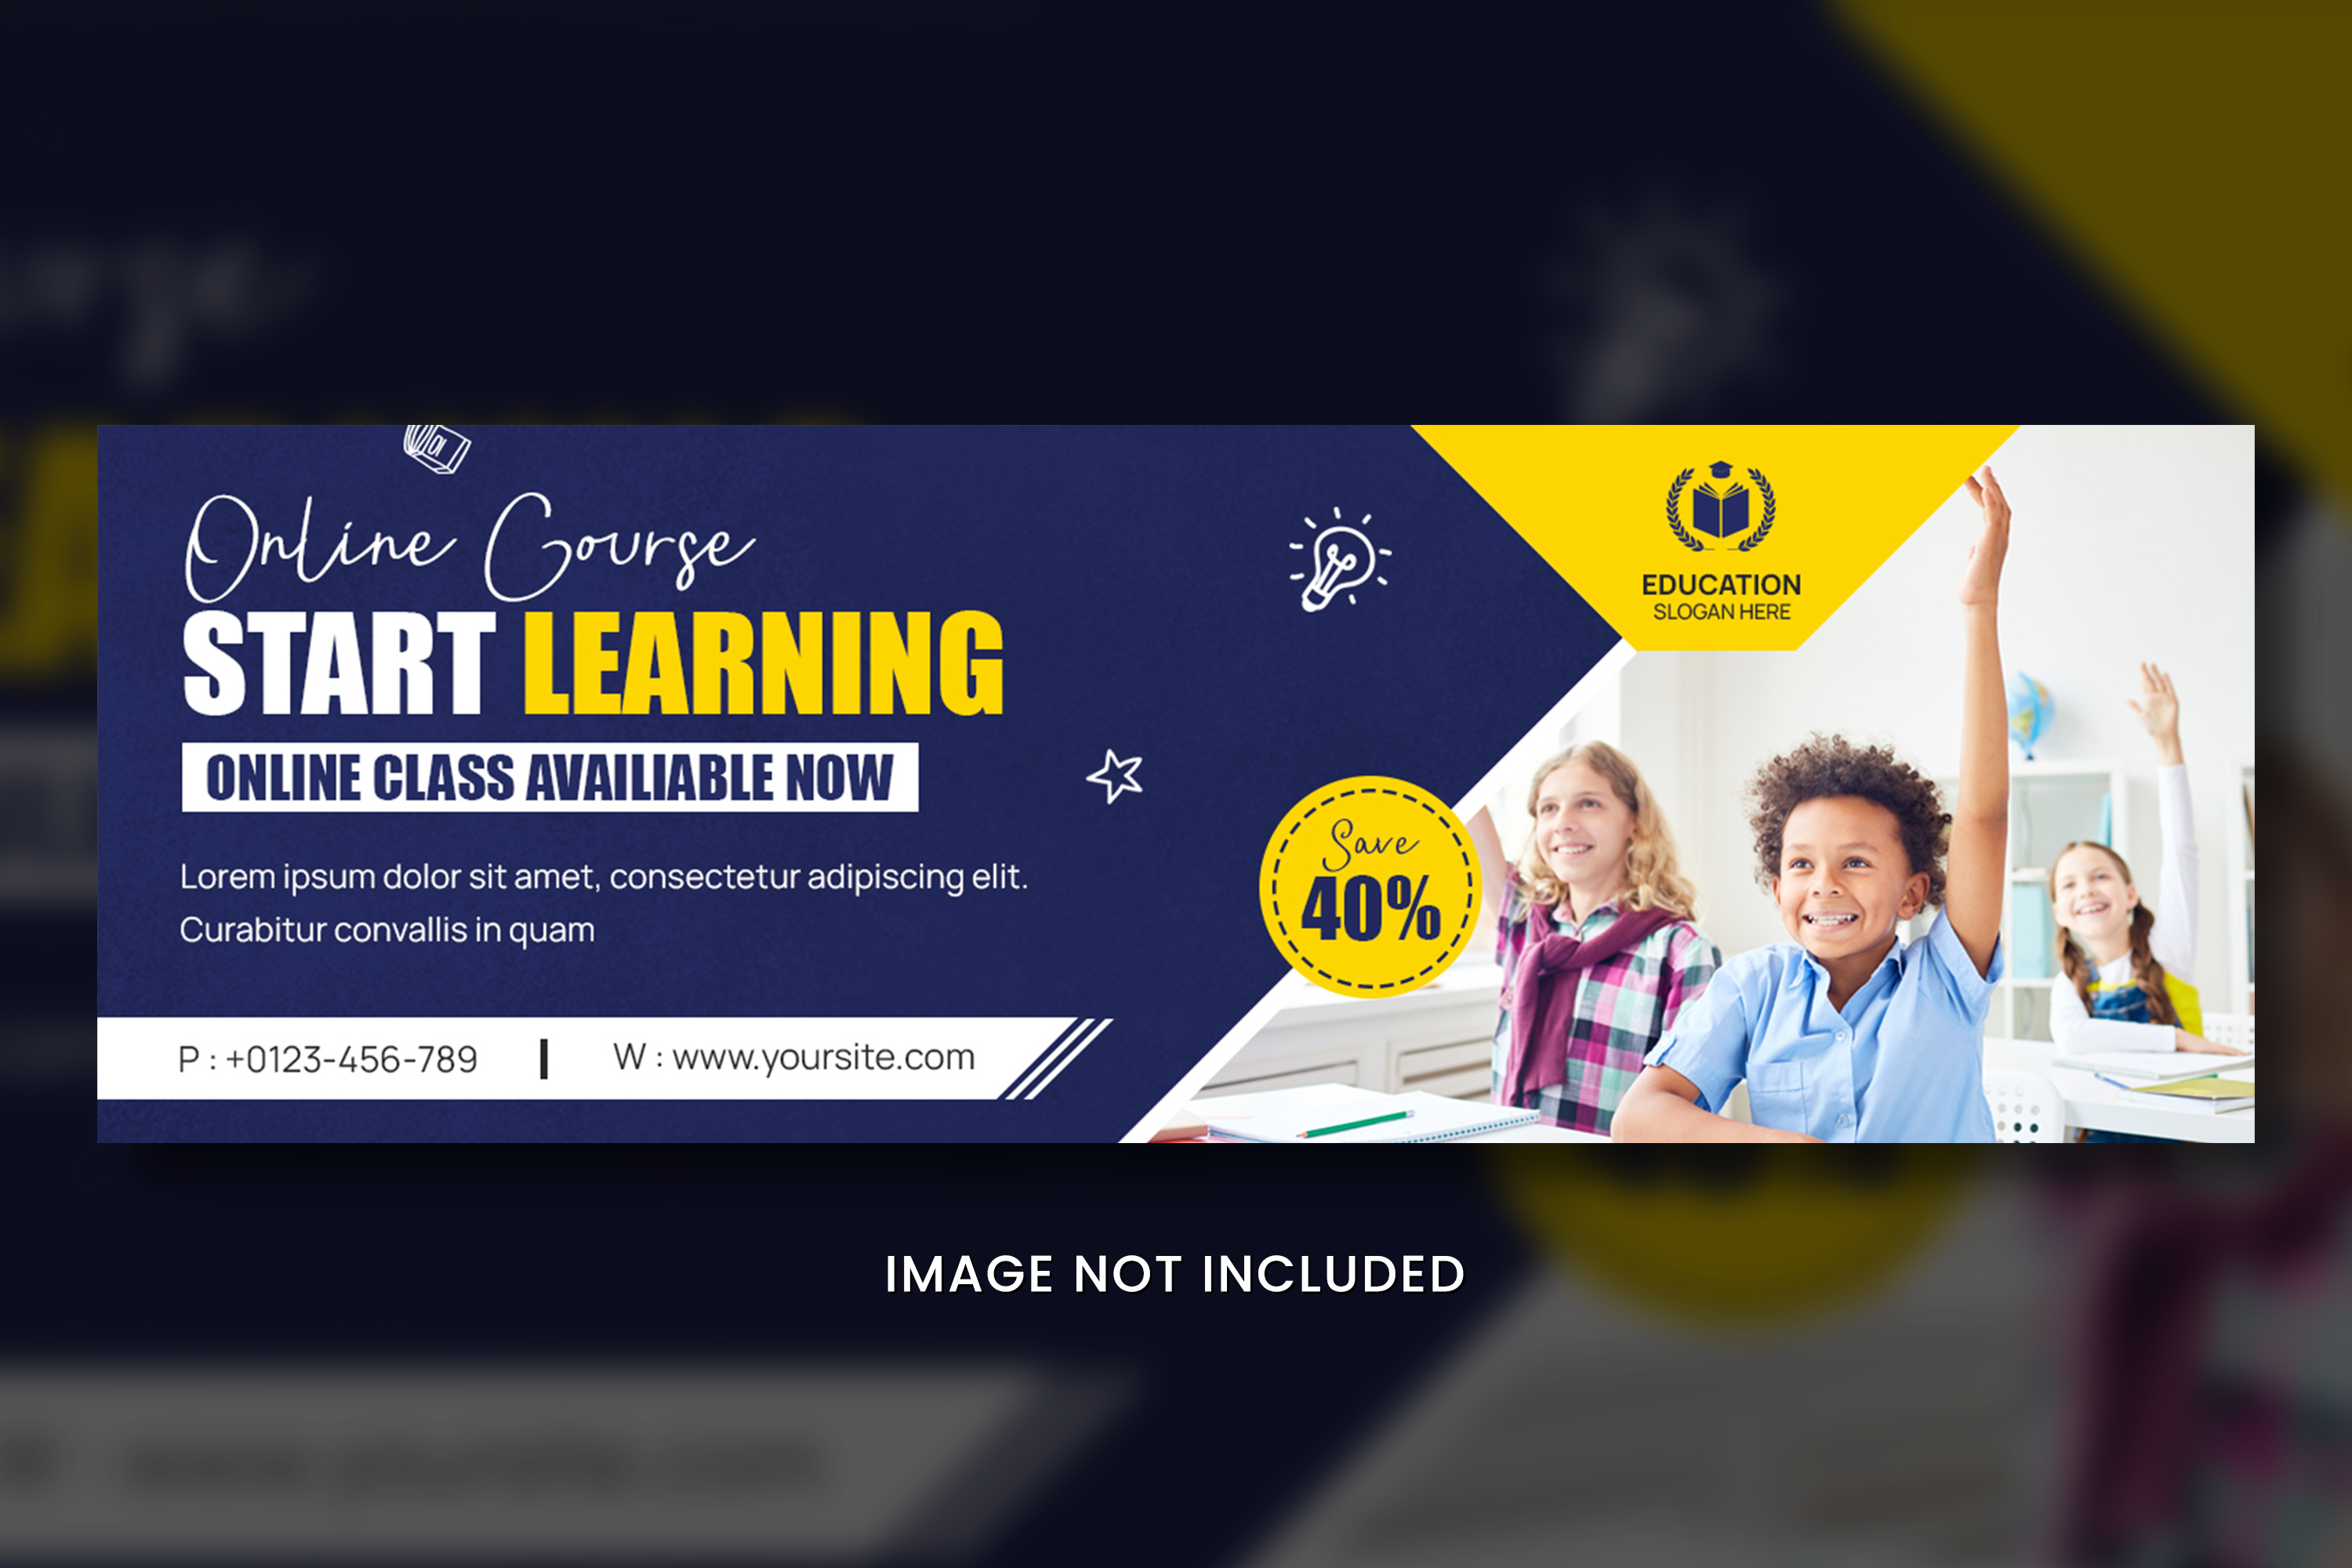 Online Course
START LEARNING
ONLINE CLASS AVAILIABLE NOW
Lorem ipsum dolor sit amet, consectetur adipiscing elit.
Curabitur convallis in quam
P : +0123-456-789 | W : www.yoursite.com
EDUCATION
SLOGAN HERE
Save
40%
IMAGE NOT INCLUDED